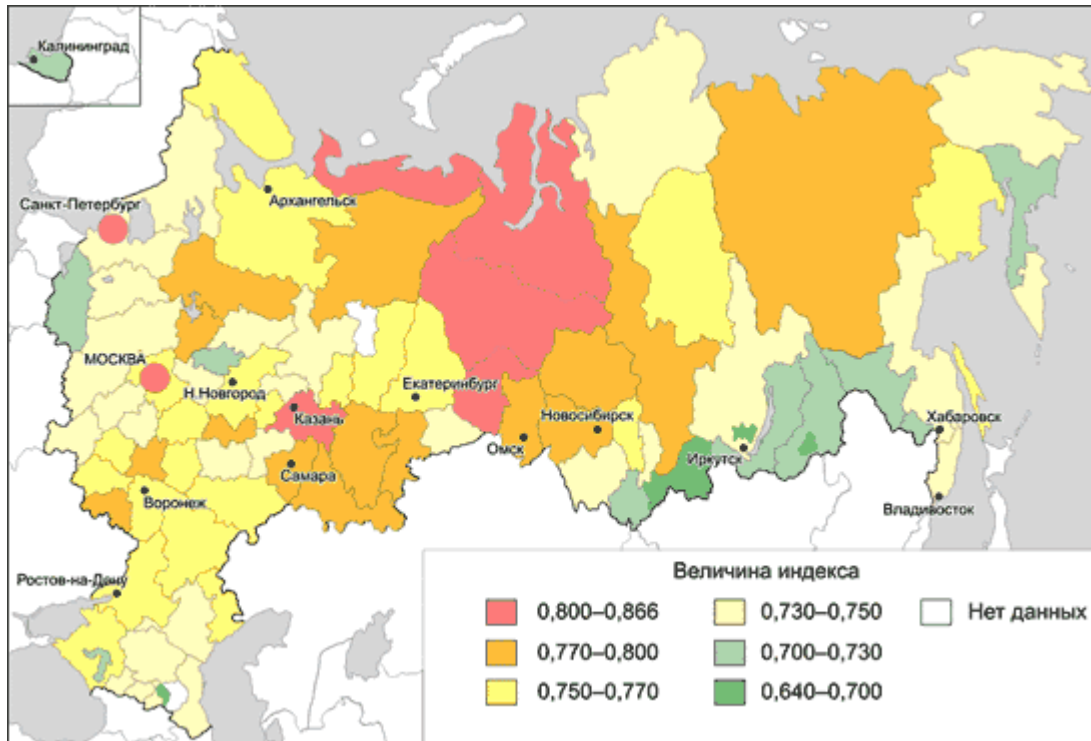 Калининград
Санкт-Петербург
Архангельск
МОСКВА
Н.Новгород
Казань
Екатеринбург
Самара
Омск
Новосибирск
Иркутск
Хабаровск
Владивосток
Воронеж
Ростов-на-Дону
Величина индекса
0,800–0,866
0,770–0,800
0,750–0,770
0,730–0,750
0,700–0,730
0,640–0,700
Нет данных